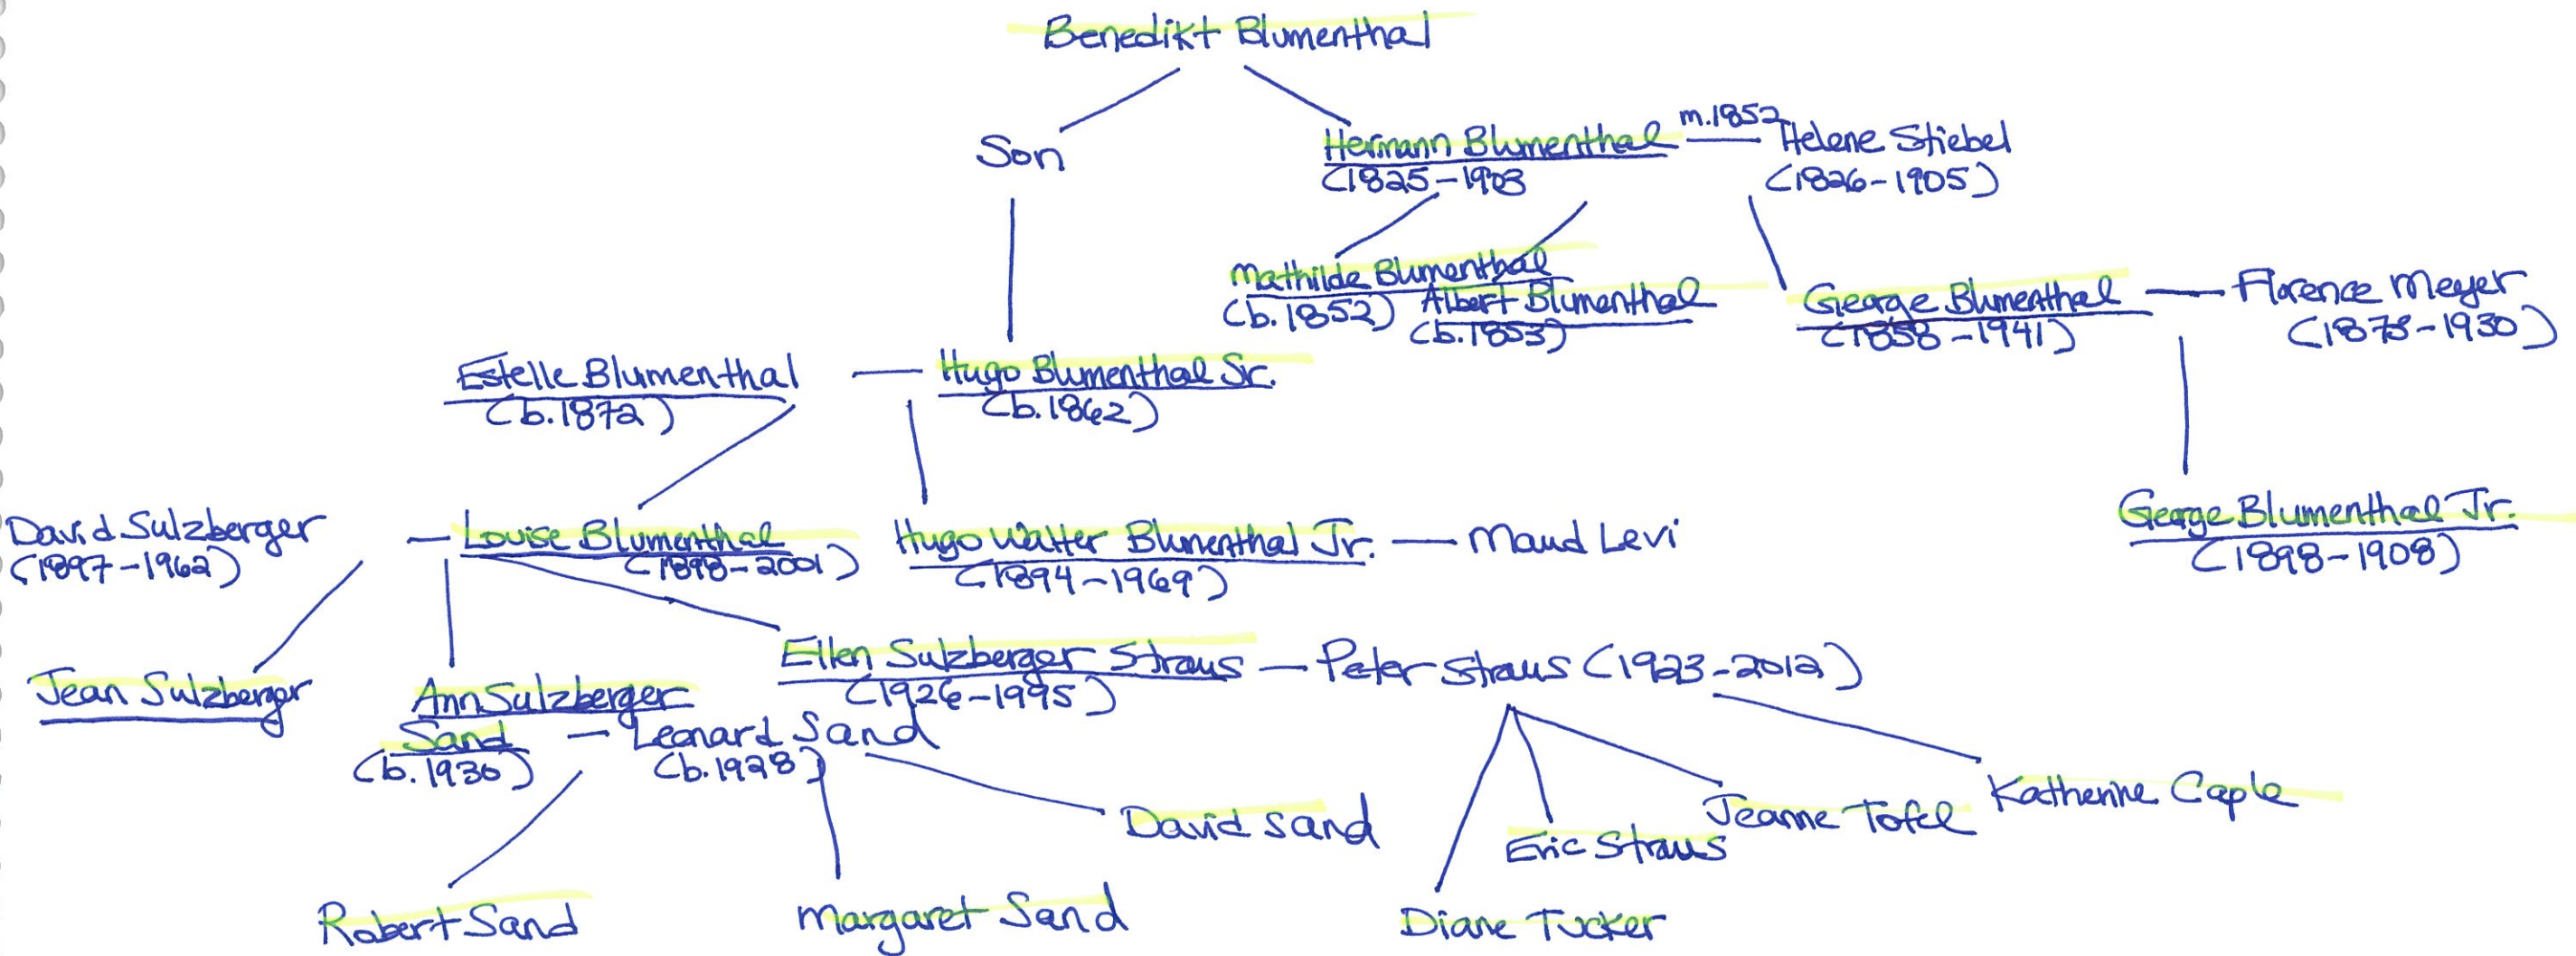 Benedikt Blumenthal
m.1852
Son
Hermann Blumenthal
Helene Stiebel
(1825-1903
(1826-1905)
Mathilde Blumenthal
(b.1852)
Albert Blumenthal
(b.1853)
George Blumenthal
(1858-1941)
Florence Meyer
(1873-1930)
Estelle Blumenthal
(b.1872)
Hugo Blumenthal Sr.
(b.1862)
David Sulzberger
(1897-1962)
Louise Blumenthal
(1898-2001)
Hugo Walter Blumenthal Jr.
(1894-1969)
Maud Levi
George Blumenthal Jr.
(1898-1908)
Jean Sulzberger
Ann Sulzberger
Sand
(b.1930)
Leonard Sand
(b.1928)
Ellen Sulzberger Straus
(1926-1995)
Peter Straus (1923-2012)
David Sand
Eric Straus
Jeanne Tofel
Katherine Caple
Robert Sand
Margaret Sand
Diane Tucker